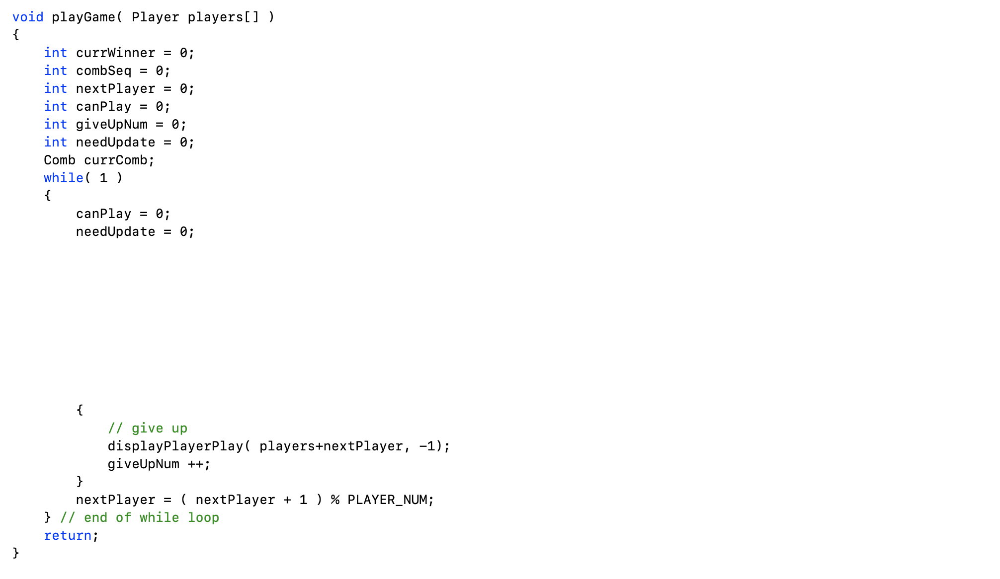 void playGame( Player players[] )
{
    int currWinner = 0;
    int combSeq = 0;
    int nextPlayer = 0;
    int canPlay = 0;
    int giveUpNum = 0;
    int needUpdate = 0;
    Comb currComb;
    while( 1 )
    {
        canPlay = 0;
        needUpdate = 0;
        {
            // give up
            displayPlayerPlay( players+nextPlayer, -1);
            giveUpNum ++;
        }
        nextPlayer = ( nextPlayer + 1 ) % PLAYER_NUM;
    } // end of while loop
    return;
}